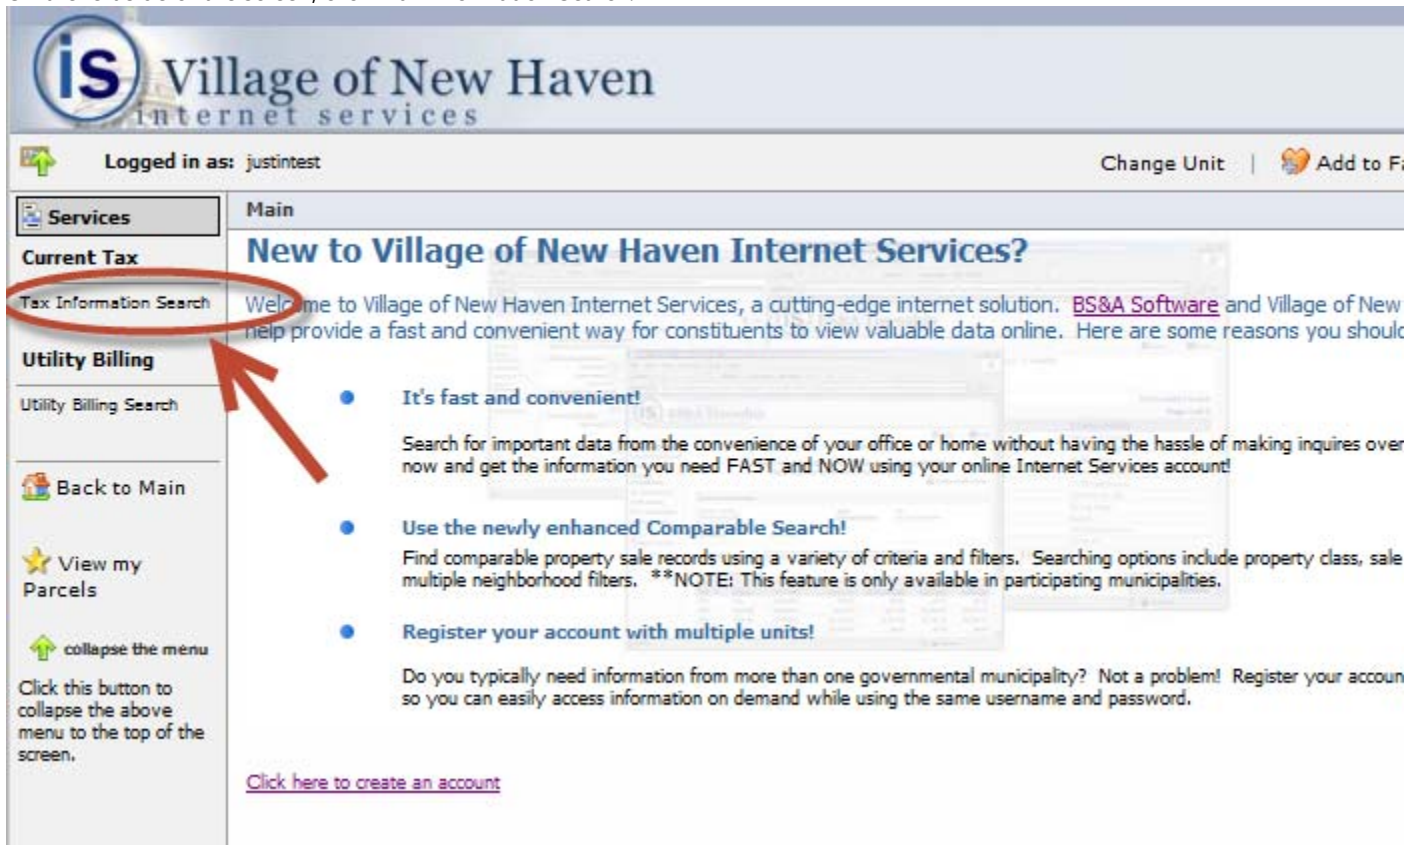 is Village of New Haven
internet services
Logged in as: justintest
Change Unit | Add to Fa
Services
Main
Current Tax
New to Village of New Haven Internet Services?
Tax Information Search
Welcome to Village of New Haven Internet Services, a cutting-edge internet solution. BS&A Software and Village of New
help provide a fast and convenient way for constituents to view valuable data online. Here are some reasons you should
Utility Billing
Utility Billing Search
It's fast and convenient!
Search for important data from the convenience of your office or home without having the hassle of making inquires over
now and get the information you need FAST and NOW using your online Internet Services account!
Back to Main
Use the newly enhanced Comparable Search!
Find comparable property sale records using a variety of criteria and filters. Searching options include property class, sale
multiple neighborhood filters. **NOTE: This feature is only available in participating municipalities.
View my
Parcels
Register your account with multiple units!
collapse the menu
Do you typically need information from more than one governmental municipality? Not a problem! Register your accoun
so you can easily access information on demand while using the same username and password.
Click this button to
collapse the above
menu to the top of the
screen.
Click here to create an account